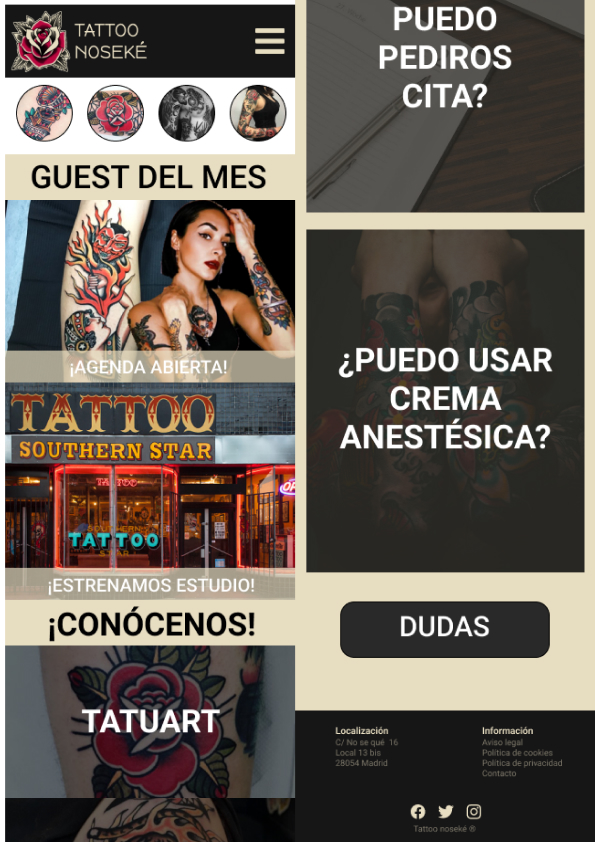 TATTOO
NOSEKÉ
GUEST DEL MES
¡AGENDA ABIERTA!
TATTOO
SOUTHERN STAR
TATTOO
SOUTHERN
TATTOO
STAR
¡ESTRENAMOS ESTUDIO!
¡CONÓCENOS!
TATUART
PUEDO
PEDIROS
CITA?
¿PUEDO USAR
CREMA
ANESTÉSICA?
DUDAS
Localización
C/ No se qué 16
Local 13 bis
28054 Madrid
Información
Aviso legal
Política de cookies
Política de privacidad
Contacto
Tattoo noseké ®